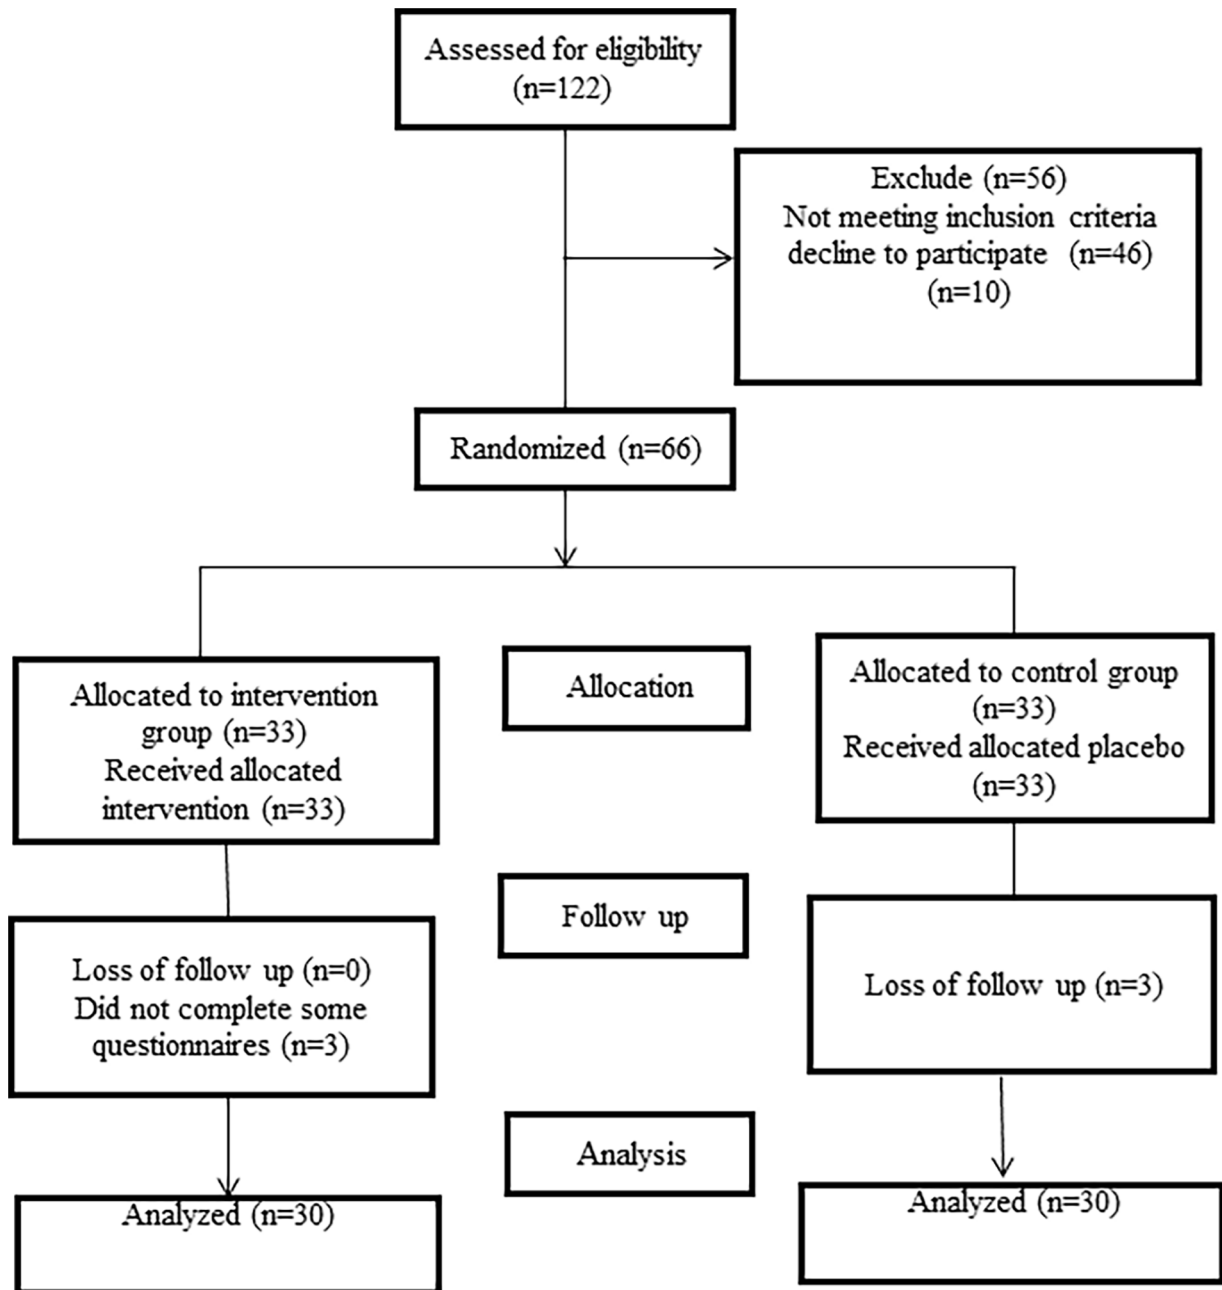 Assessed for eligibility
(n=122)
Exclude (n=56)
Not meeting inclusion criteria
decline to participate (n=46)
(n=10)
Randomized (n=66)
Allocated to intervention
group (n=33)
Received allocated
intervention (n=33)
Allocation
Allocated to control group
(n=33)
Received allocated placebo
(n=33)
Loss of follow up (n=0)
Did not complete some
questionnaires (n=3)
Follow up
Loss of follow up (n=3)
Analysis
Analyzed (n=30)
Analyzed (n=30)